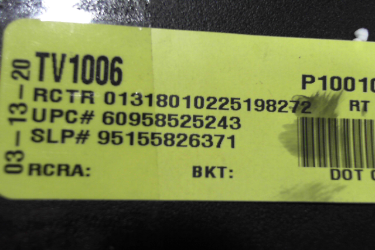 03-13-20
TV1006 P10010
RCTR 01318010225198272 RT
UPC# 60958525243
SLP# 95155826371
RCRA: BKT: DOT